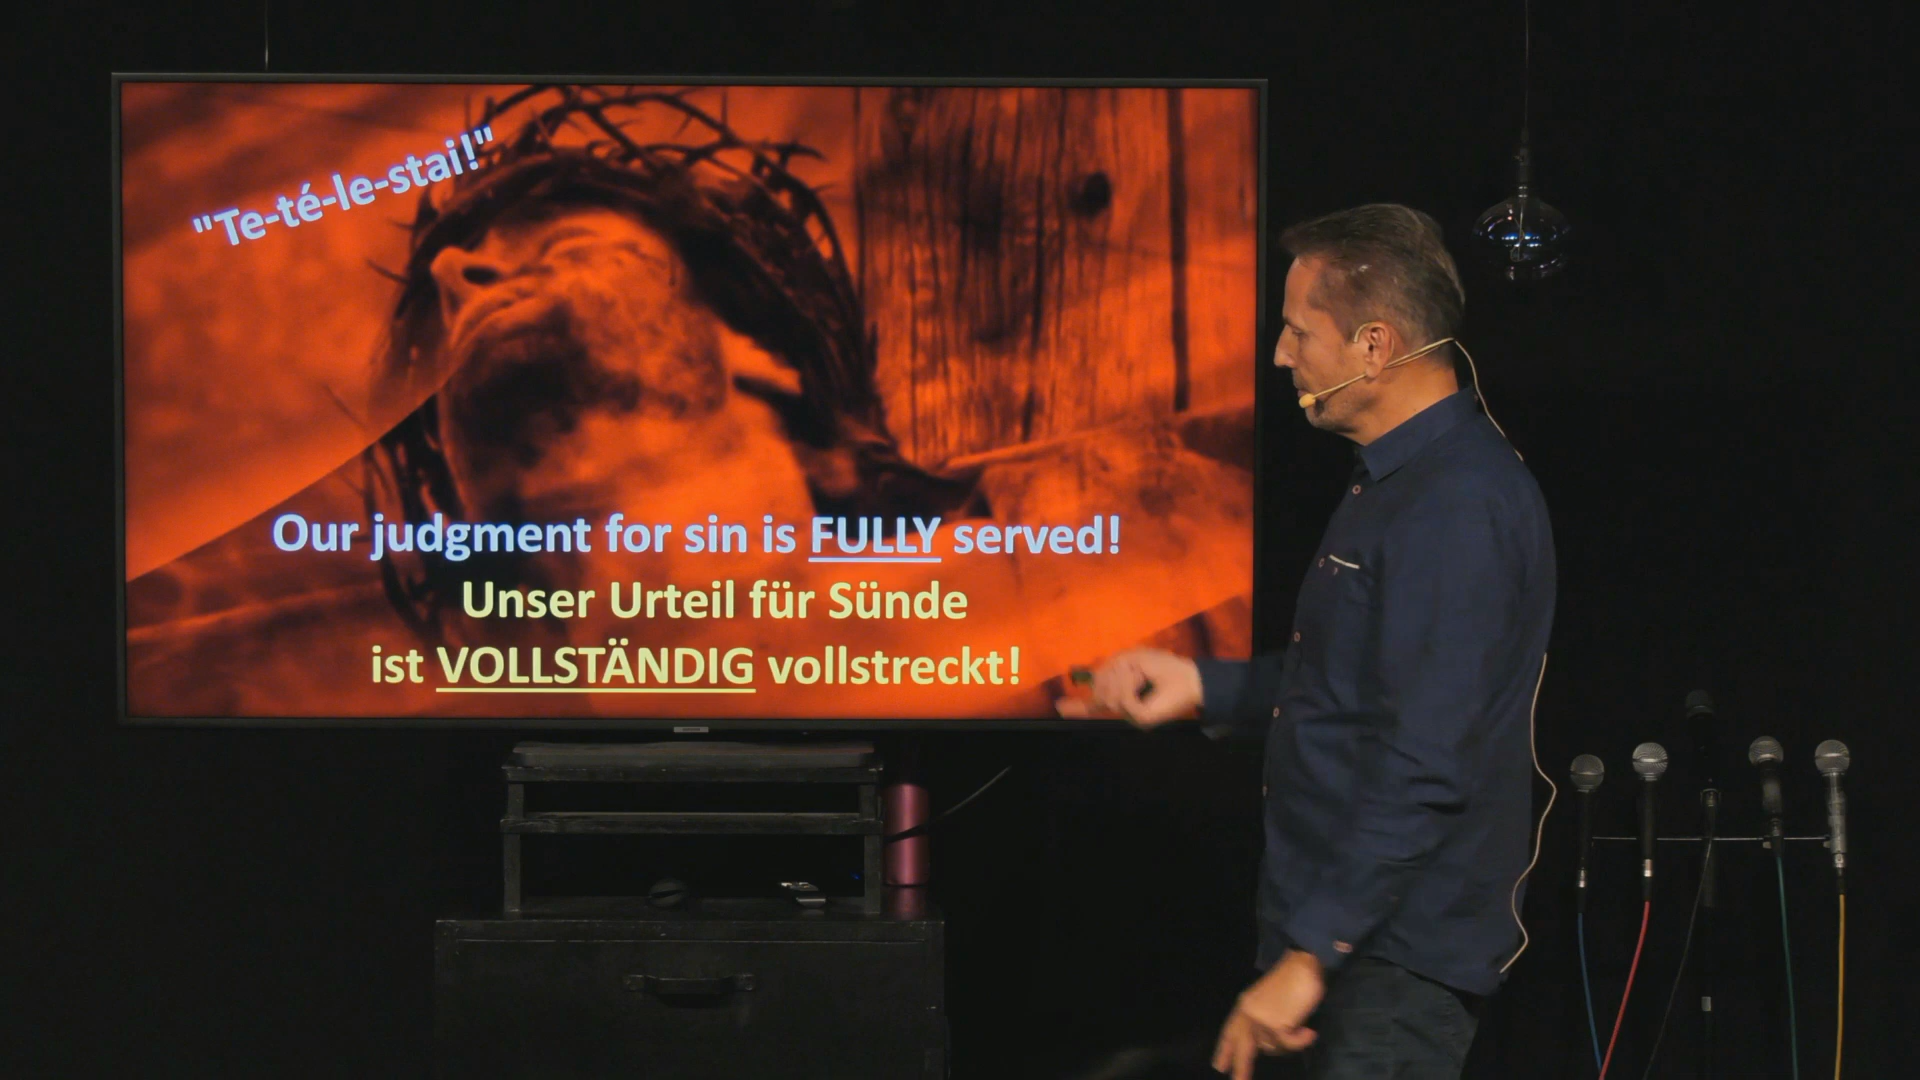 "Te-té-le-stai!"
Our judgment for sin is FULLY served!
Unser Urteil für Sünde
ist VOLLSTÄNDIG vollstreckt!